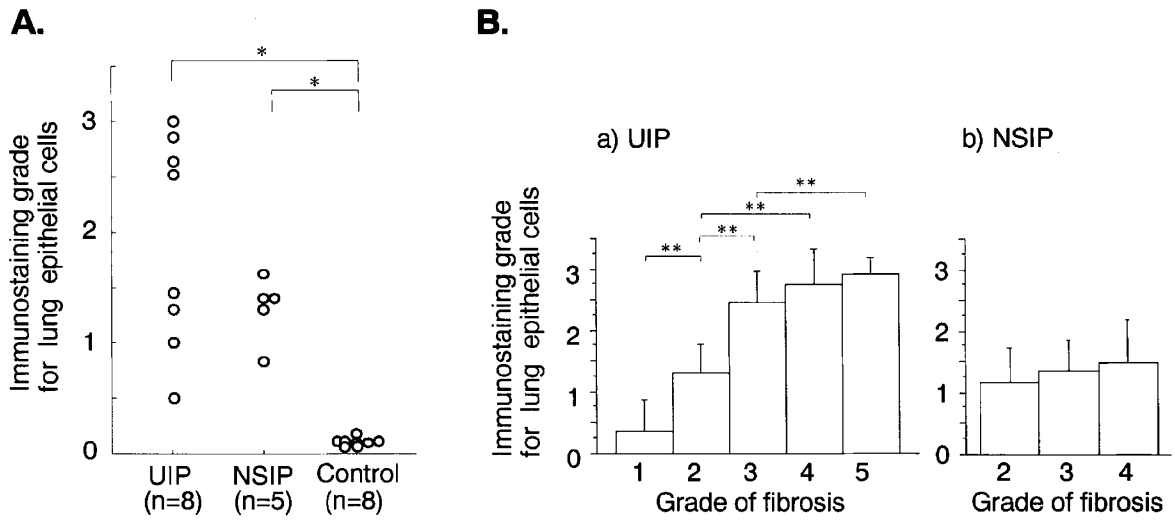 A.
Immunostaining grade
for lung epithelial cells
*
*
3
2
1
0
UIP
(n=8)
NSIP
(n=5)
Control
(n=8)
B.
a) UIP
Immunostaining grade
for lung epithelial cells
**
**
**
**
3
2
1
0
1 2 3 4 5
Grade of fibrosis
b) NSIP
3
2
1
0
2 3 4
Grade of fibrosis